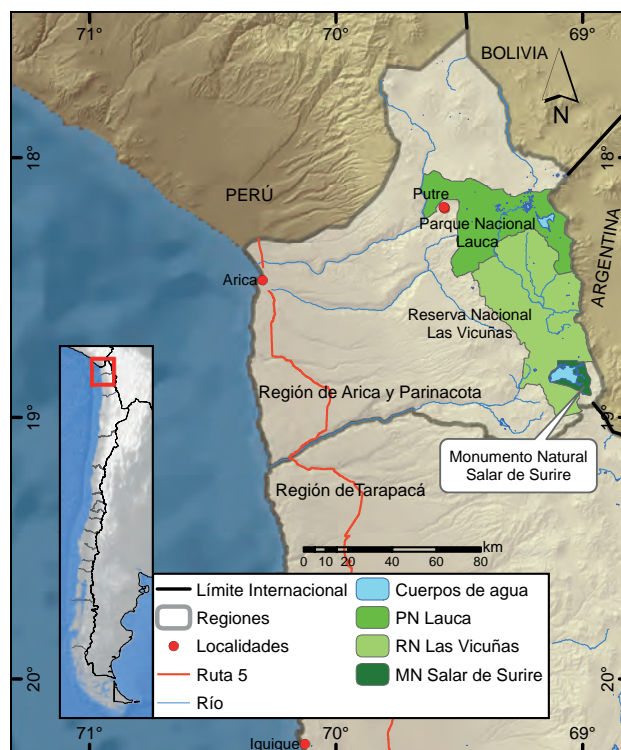 71°
70°
69°
BOLIVIA
N
18°
18°
PERÚ
Putre
Parque Nacional
Lauca
ARGENTINA
Arica
Reserva Nacional
Las Vicuñas
Región de Arica y Parinacota
19°
19°
Monumento Natural
Salar de Surire
Región deTarapacá
km
0 10 20 40 60 80
Límite Internacional
Cuerpos de agua
Regiones
PN Lauca
Localidades
RN Las Vicuñas
Ruta 5
MN Salar de Surire
Río
20°
20°
Iquique
71°
70°
69°